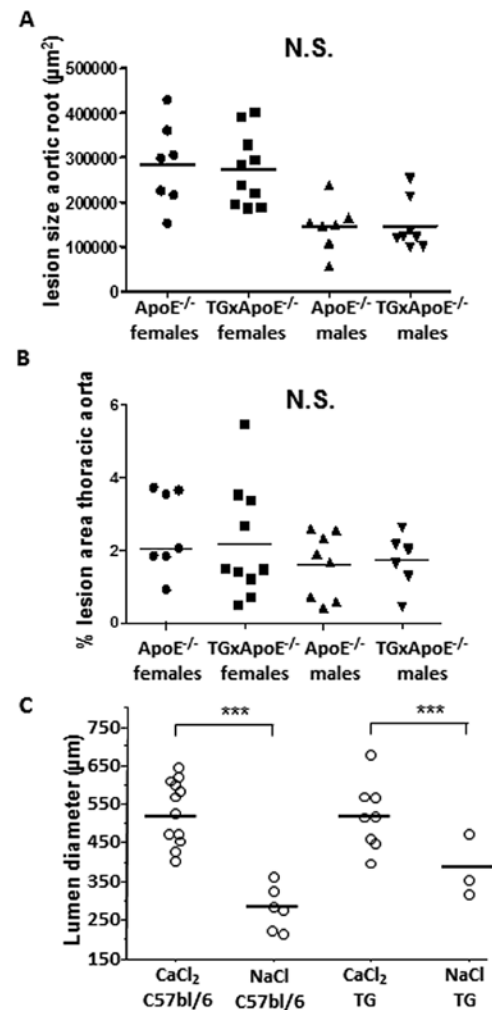 A
N.S.
lesion size aortic root (µm²)
500000
400000
300000
200000
100000
0
ApoE⁻/⁻ TGxApoE⁻/⁻ ApoE⁻/⁻ TGxApoE⁻/⁻
females females males males
B
N.S.
% lesion area thoracic aorta
6
4
2
0
ApoE⁻/⁻ TGxApoE⁻/⁻ ApoE⁻/⁻ TGxApoE⁻/⁻
females females males males
C
*** ***
Lumen diameter (µm)
750
650
550
450
350
250
150
CaCl₂ NaCl CaCl₂ NaCl
C57bl/6 C57bl/6 TG TG